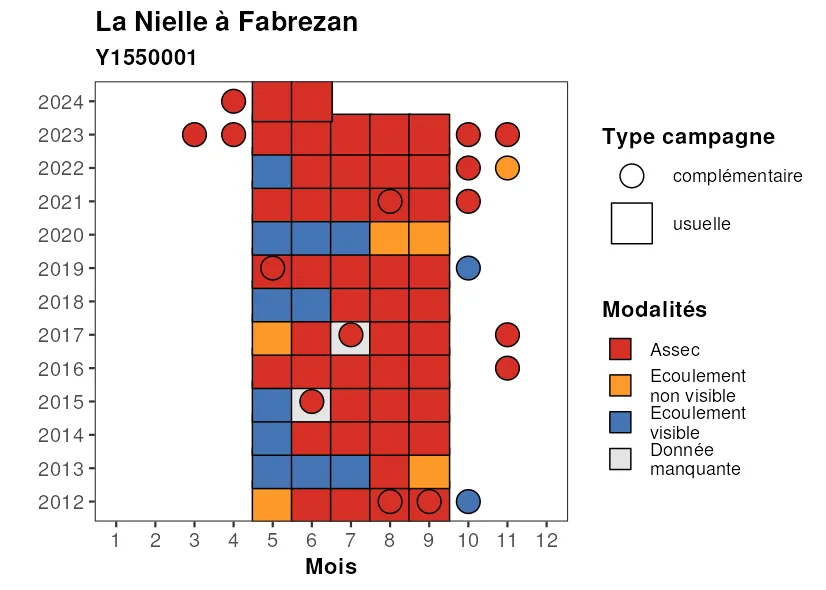 La Nielle à Fabrezan
Y1550001
2024
2023
2022
2021
2020
2019
2018
2017
2016
2015
2014
2013
2012
1 2 3 4 5 6 7 8 9 10 11 12
Mois
Type campagne
complémentaire
usuelle
Modalités
Assec
Ecoulement
non visible
Ecoulement
visible
Donnée
manquante